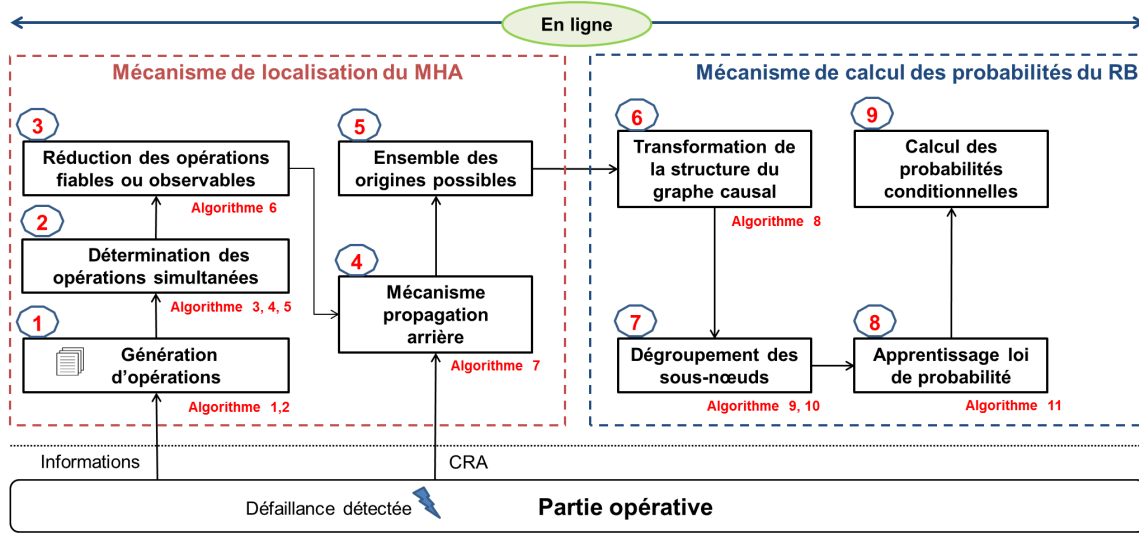 En ligne
Mécanisme de localisation du MHA
3
Réduction des opérations
fiables ou observables
Algorithme 6
2
Détermination des
opérations simultanées
Algorithme 3, 4, 5
1
Génération
d'opérations
Algorithme 1,2
5
Ensemble des
origines possibles
4
Mécanisme
propagation
arrière
Algorithme 7
Mécanisme de calcul des probabilités du RB
6
Transformation de
la structure du
graphe causal
Algorithme 8
7
Dégroupement des
sous-nœuds
Algorithme 9, 10
9
Calcul des
probabilités
conditionnelles
8
Apprentissage loi
de probabilité
Algorithme 11
Informations
CRA
Défaillance détectée
Partie opérative